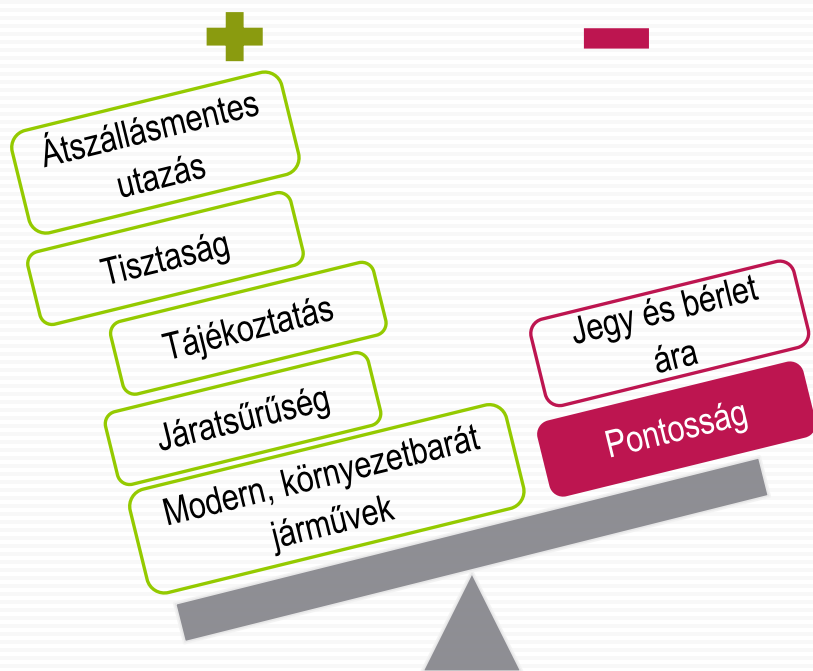 Átszállásmentes
utazás
Tisztaság
Tájékoztatás
Járatsűrűség
Modern, környezetbarát
járművek
Jegy és bérlet
ára
Pontosság